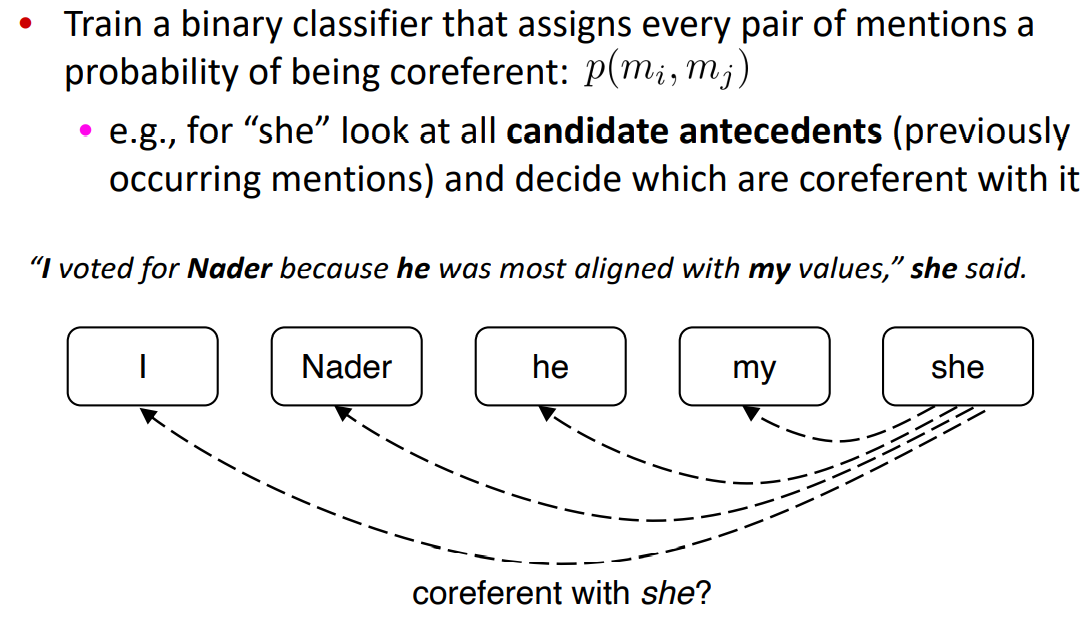 • Train a binary classifier that assigns every pair of mentions a
probability of being coreferent: p(mᵢ, mⱼ)
• e.g., for “she” look at all candidate antecedents (previously
occurring mentions) and decide which are coreferent with it
“I voted for Nader because he was most aligned with my values,” she said.
I Nader he my she
coreferent with she?